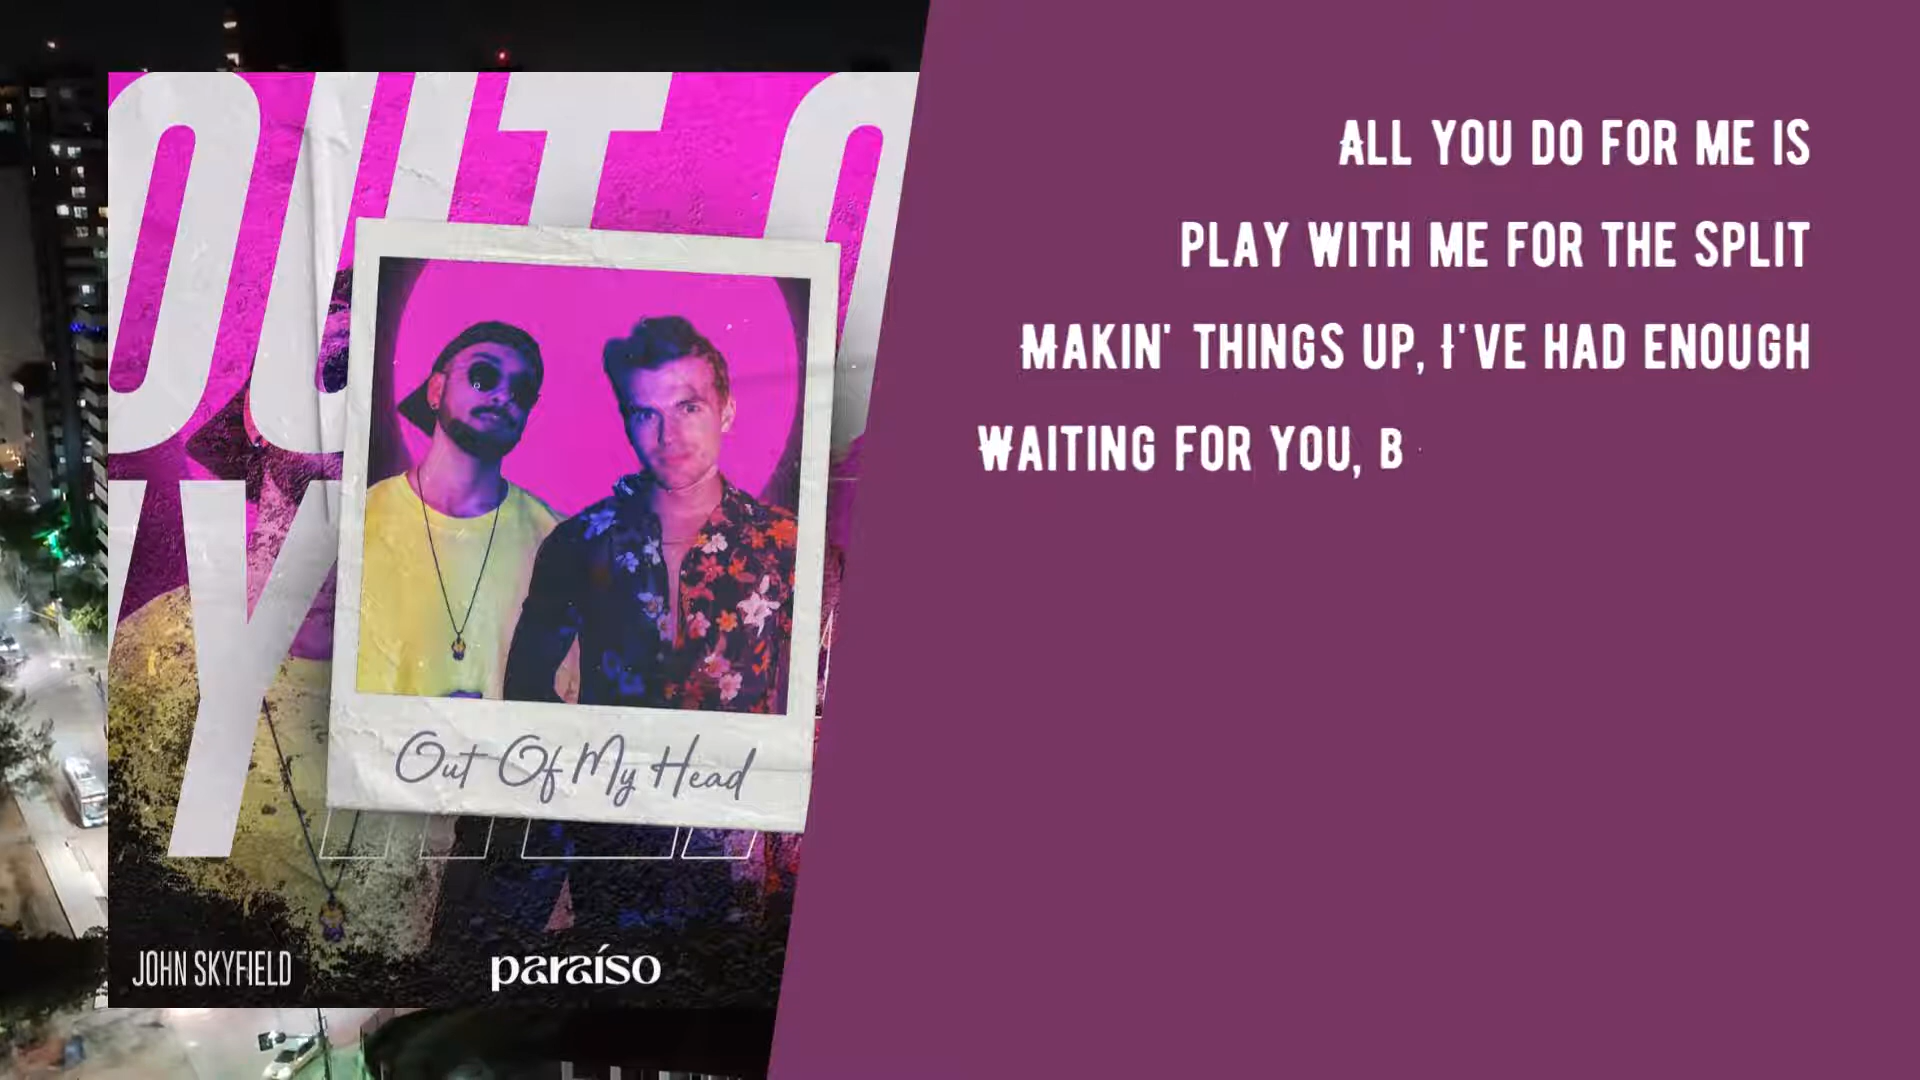 OUT O
Y
Out Of My Head
JOHN SKYFIELD
paraíso
ALL YOU DO FOR ME IS
PLAY WITH ME FOR THE SPLIT
MAKIN' THINGS UP, I'VE HAD ENOUGH
WAITING FOR YOU, B